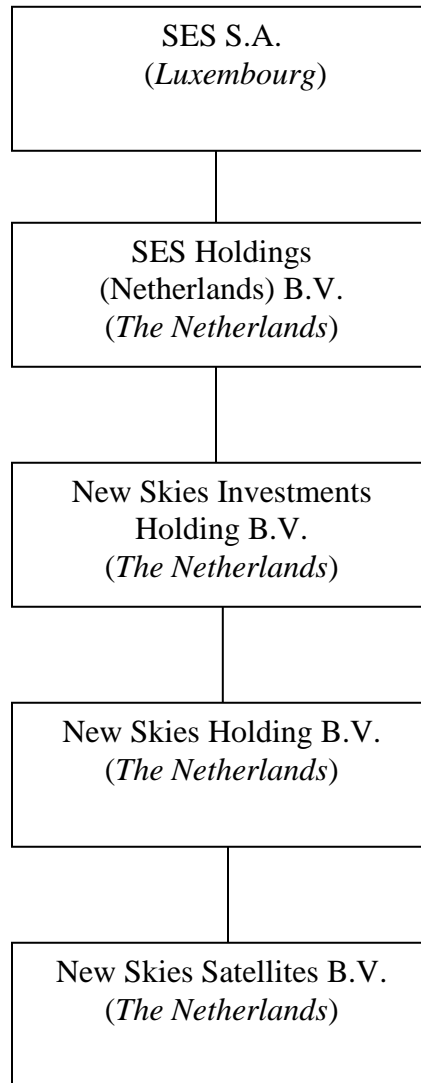 SES S.A.
(Luxembourg)
SES Holdings
(Netherlands) B.V.
(The Netherlands)
New Skies Investments
Holding B.V.
(The Netherlands)
New Skies Holding B.V.
(The Netherlands)
New Skies Satellites B.V.
(The Netherlands)